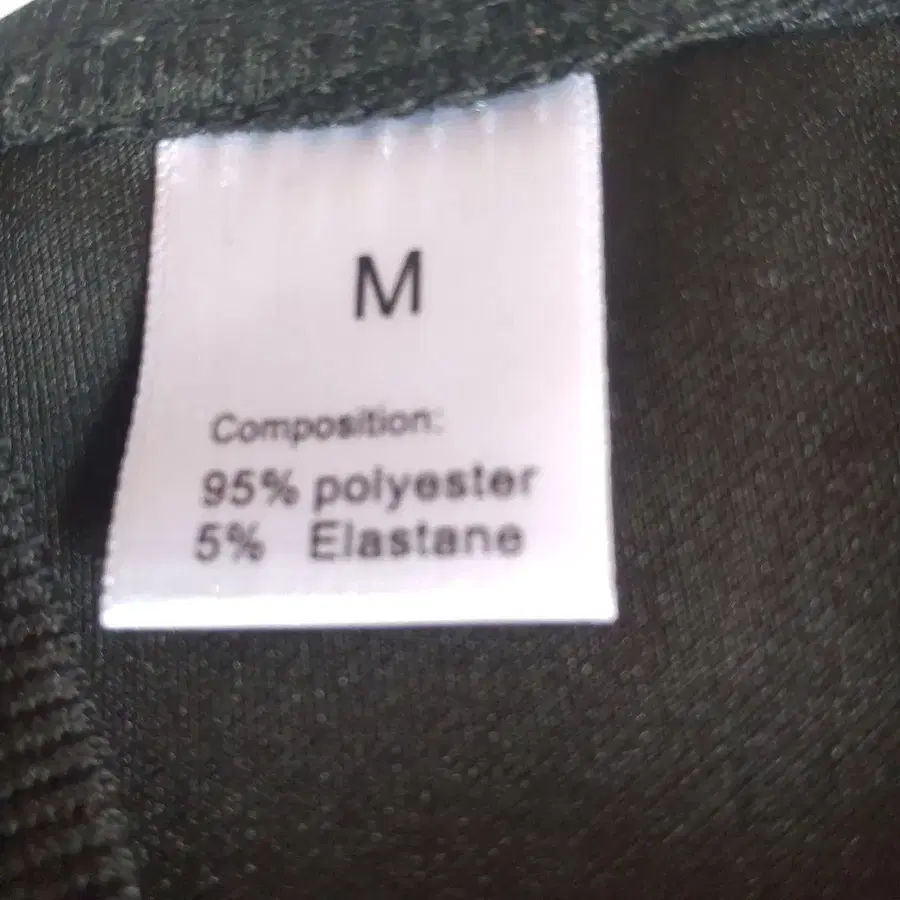 M
Composition:
95% polyester
5% Elastane